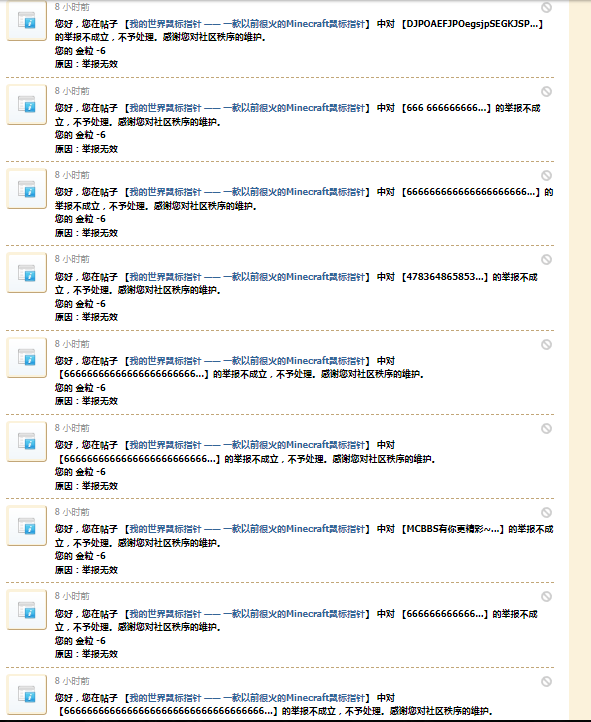 8 小时前
您好，您在帖子 【我的世界鼠标指针 —— 一款以前很火的Minecraft鼠标指针】 中对 【DJPOAEFJPOegsjpSEGKJSP...】
的举报不成立，不予处理。感谢您对社区秩序的维护。
您的 金粒 -6
原因：举报无效
8 小时前
您好，您在帖子 【我的世界鼠标指针 —— 一款以前很火的Minecraft鼠标指针】 中对 【666 666666666...】的举报不成
立，不予处理。感谢您对社区秩序的维护。
您的 金粒 -6
原因：举报无效
8 小时前
您好，您在帖子 【我的世界鼠标指针 —— 一款以前很火的Minecraft鼠标指针】 中对 【666666666666666666666...】的
举报不成立，不予处理。感谢您对社区秩序的维护。
您的 金粒 -6
原因：举报无效
8 小时前
您好，您在帖子 【我的世界鼠标指针 —— 一款以前很火的Minecraft鼠标指针】 中对 【478364865853...】的举报不成
立，不予处理。感谢您对社区秩序的维护。
您的 金粒 -6
原因：举报无效
8 小时前
您好，您在帖子 【我的世界鼠标指针 —— 一款以前很火的Minecraft鼠标指针】 中对
【66666666666666666666666...】的举报不成立，不予处理。感谢您对社区秩序的维护。
您的 金粒 -6
原因：举报无效
8 小时前
您好，您在帖子 【我的世界鼠标指针 —— 一款以前很火的Minecraft鼠标指针】 中对
【6666666666666666666666666...】的举报不成立，不予处理。感谢您对社区秩序的维护。
您的 金粒 -6
原因：举报无效
8 小时前
您好，您在帖子 【我的世界鼠标指针 —— 一款以前很火的Minecraft鼠标指针】 中对 【MCBBS有你更精彩~...】的举报不成
立，不予处理。感谢您对社区秩序的维护。
您的 金粒 -6
原因：举报无效
8 小时前
您好，您在帖子 【我的世界鼠标指针 —— 一款以前很火的Minecraft鼠标指针】 中对 【666666666666...】的举报不成
立，不予处理。感谢您对社区秩序的维护。
您的 金粒 -6
原因：举报无效
8 小时前
您好，您在帖子 【我的世界鼠标指针 —— 一款以前很火的Minecraft鼠标指针】 中对
【66666666666666666666666666666666666...】的举报不成立，不予处理。感谢您对社区秩序的维护。